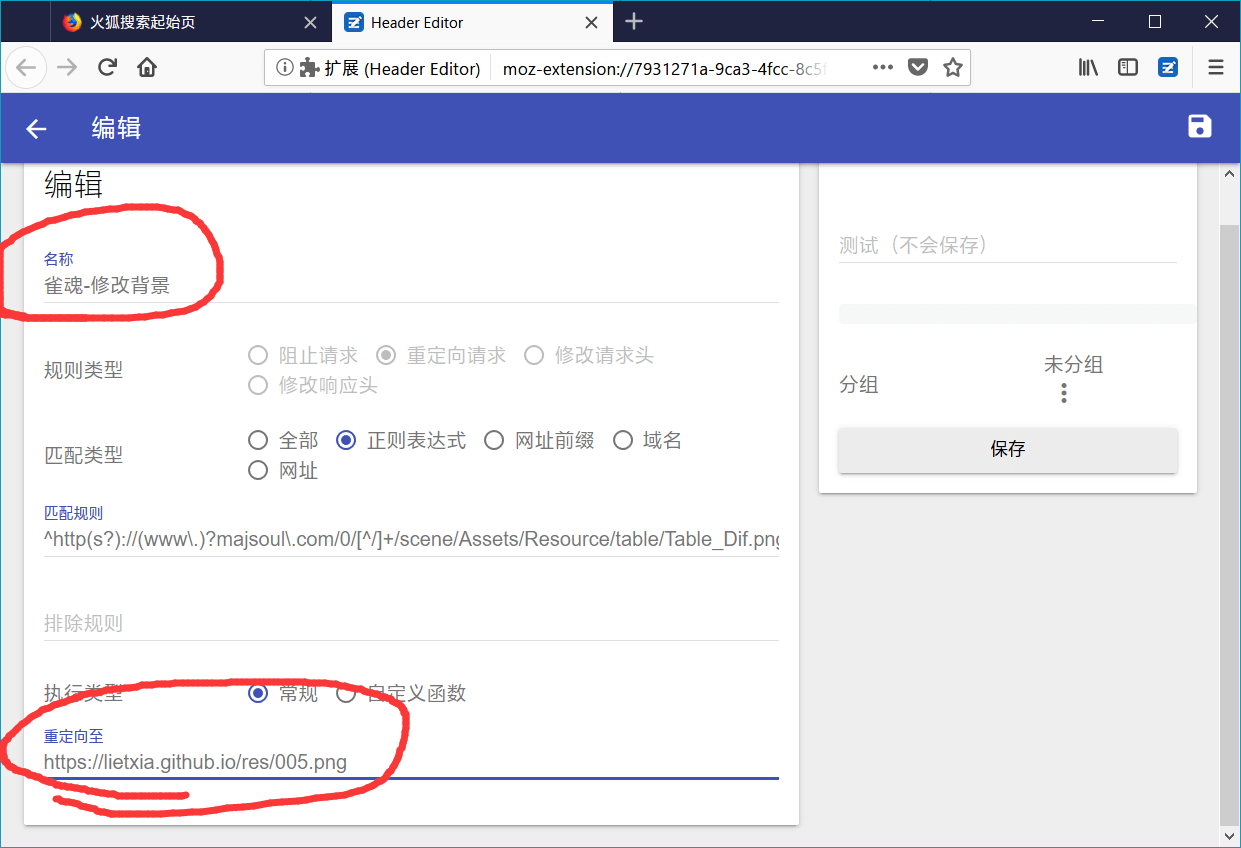 火狐搜索起始页
Header Editor
扩展 (Header Editor)
moz-extension://7931271a-9ca3-4fcc-8c5f
编辑
编辑
名称
雀魂-修改背景
规则类型
阻止请求 重定向请求 修改请求头
修改响应头
匹配类型
全部 正则表达式 网址前缀 域名
网址
匹配规则
^http(s?)://(www\.)?majsoul\.com/0/[^/]+/scene/Assets/Resource/table/Table_Dif.png
排除规则
执行类型
常规 自定义函数
重定向至
https://lietxia.github.io/res/005.png
测试（不会保存）
分组
未分组
保存